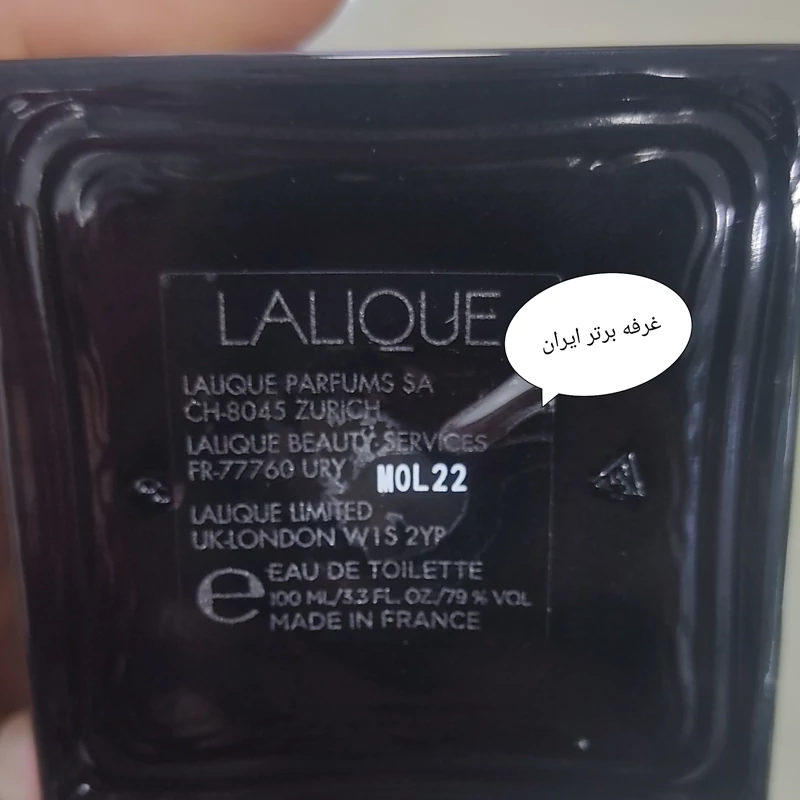 LALIQUE
غرفه برتر ایران
LALIQUE PARFUMS SA
CH-8045 ZURICH
LALIQUE BEAUTY SERVICES
FR-77760 URY
MOL22
LALIQUE LIMITED
UK-LONDON W1S 2YP
e EAU DE TOILETTE
100 ML/3.3 FL. OZ./79 % VOL
MADE IN FRANCE